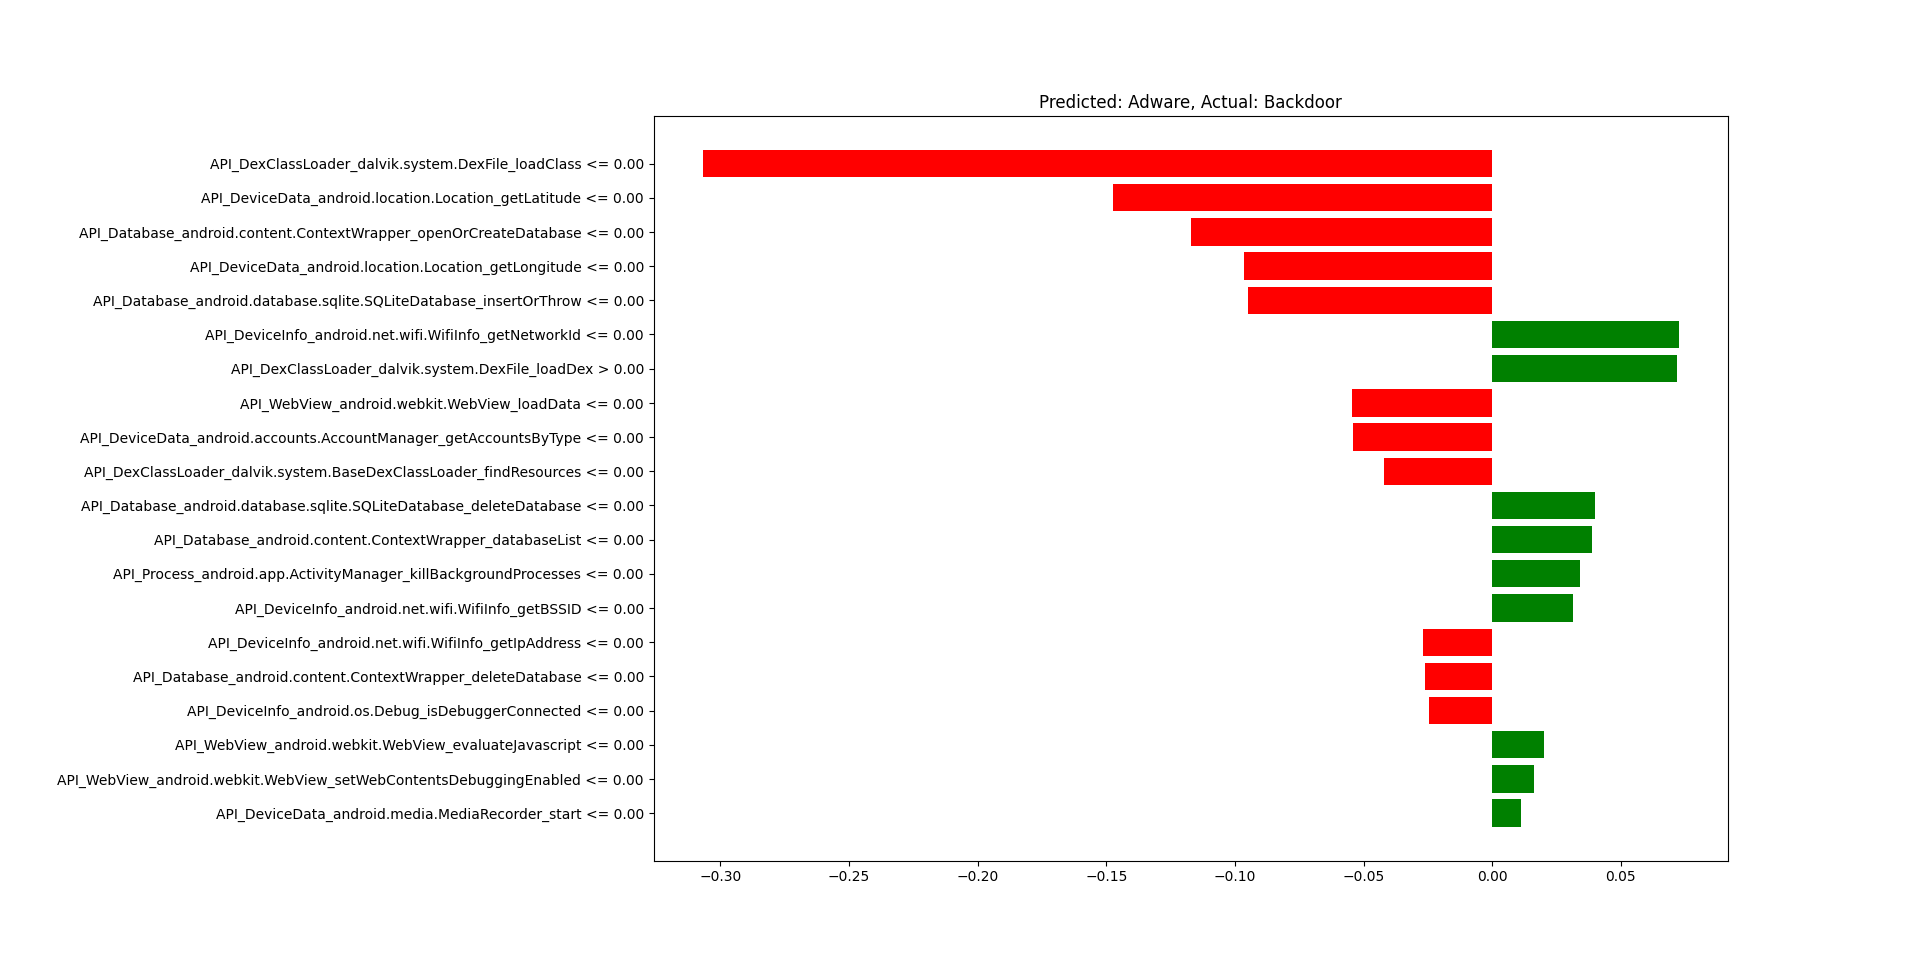 Predicted: Adware, Actual: Backdoor
API_DexClassLoader_dalvik.system.DexFile_loadClass <= 0.00
API_DeviceData_android.location.Location_getLatitude <= 0.00
API_Database_android.content.ContextWrapper_openOrCreateDatabase <= 0.00
API_DeviceData_android.location.Location_getLongitude <= 0.00
API_Database_android.database.sqlite.SQLiteDatabase_insertOrThrow <= 0.00
API_DeviceInfo_android.net.wifi.WifiInfo_getNetworkId <= 0.00
API_DexClassLoader_dalvik.system.DexFile_loadDex > 0.00
API_WebView_android.webkit.WebView_loadData <= 0.00
API_DeviceData_android.accounts.AccountManager_getAccountsByType <= 0.00
API_DexClassLoader_dalvik.system.BaseDexClassLoader_findResources <= 0.00
API_Database_android.database.sqlite.SQLiteDatabase_deleteDatabase <= 0.00
API_Database_android.content.ContextWrapper_databaseList <= 0.00
API_Process_android.app.ActivityManager_killBackgroundProcesses <= 0.00
API_DeviceInfo_android.net.wifi.WifiInfo_getBSSID <= 0.00
API_DeviceInfo_android.net.wifi.WifiInfo_getIpAddress <= 0.00
API_Database_android.content.ContextWrapper_deleteDatabase <= 0.00
API_DeviceInfo_android.os.Debug_isDebuggerConnected <= 0.00
API_WebView_android.webkit.WebView_evaluateJavascript <= 0.00
API_WebView_android.webkit.WebView_setWebContentsDebuggingEnabled <= 0.00
API_DeviceData_android.media.MediaRecorder_start <= 0.00
−0.30 −0.25 −0.20 −0.15 −0.10 −0.05 0.00 0.05